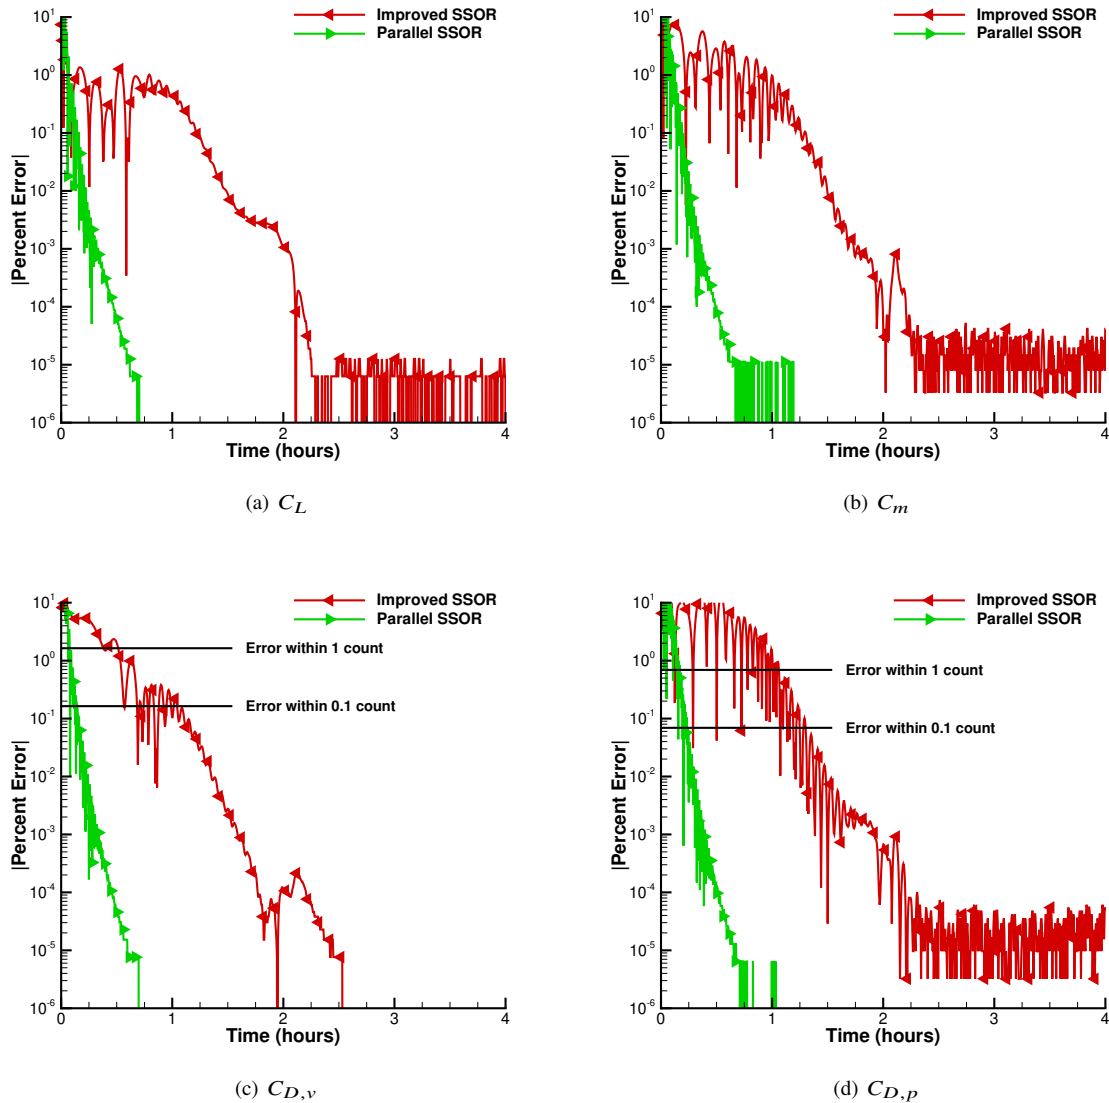 Improved SSOR
Parallel SSOR
|Percent Error|
10^1
10^0
10^-1
10^-2
10^-3
10^-4
10^-5
10^-6
0 1 2 3 4
Time (hours)
(a) C_L
Improved SSOR
Parallel SSOR
|Percent Error|
10^1
10^0
10^-1
10^-2
10^-3
10^-4
10^-5
10^-6
0 1 2 3 4
Time (hours)
(b) C_m
Improved SSOR
Parallel SSOR
Error within 1 count
Error within 0.1 count
|Percent Error|
10^1
10^0
10^-1
10^-2
10^-3
10^-4
10^-5
10^-6
0 1 2 3 4
Time (hours)
(c) C_{D,v}
Improved SSOR
Parallel SSOR
Error within 1 count
Error within 0.1 count
|Percent Error|
10^1
10^0
10^-1
10^-2
10^-3
10^-4
10^-5
10^-6
0 1 2 3 4
Time (hours)
(d) C_{D,p}